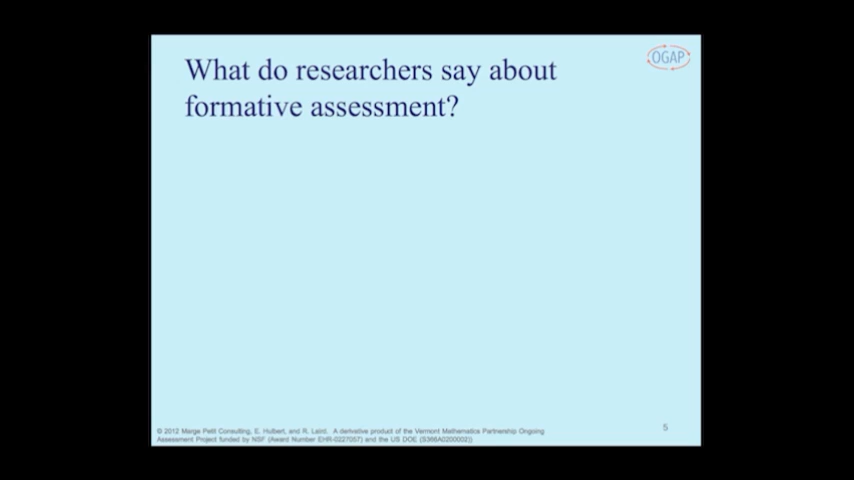 What do researchers say about
OGAP
formative assessment?
© 2012 Marge Petit Consulting, E. Hulbert, and R. Laird. A derivative product of the Vermont Mathematics Partnership Ongoing
Assessment Project funded by NSF (Award Number EHR-0227057) and the US DOE (S366A0200002))
5